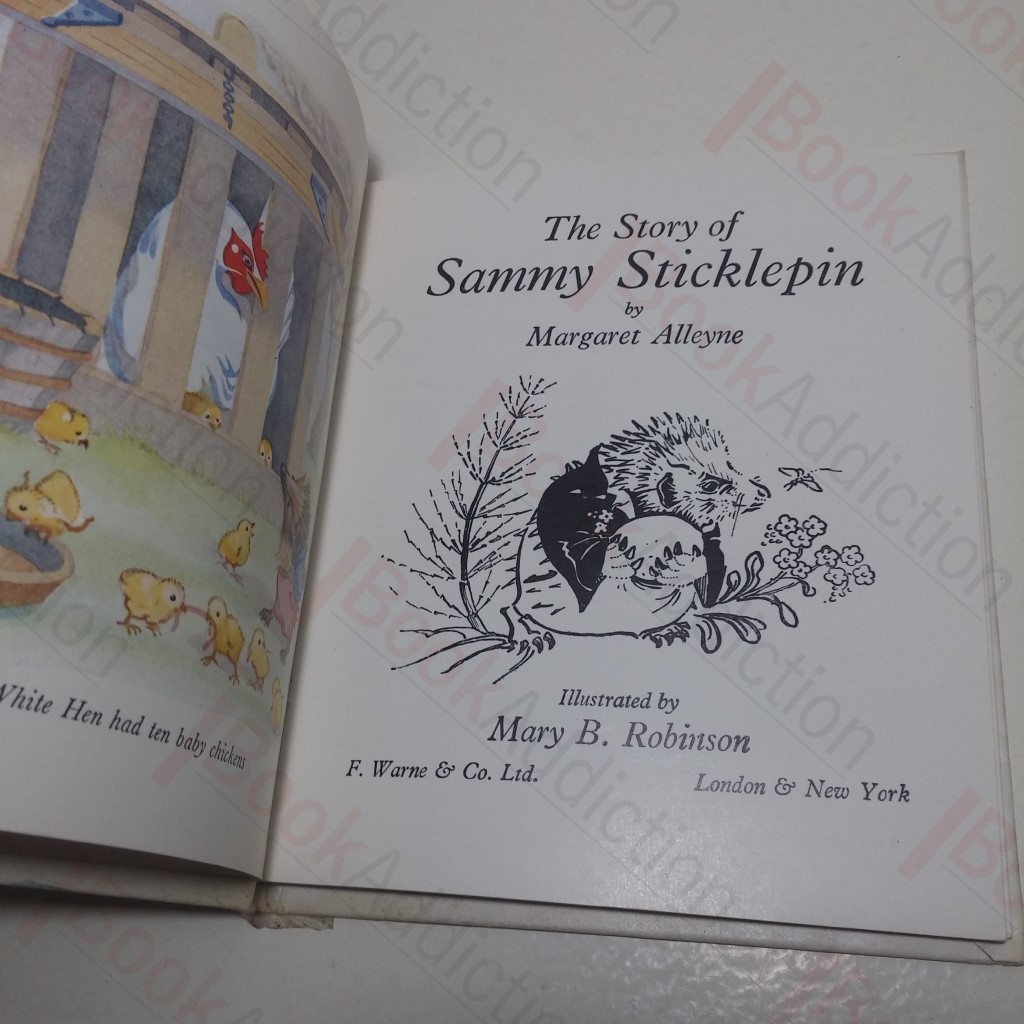 White Hen had ten baby chickens
The Story of
Sammy Sticklepin
by
Margaret Alleyne
Illustrated by
Mary B. Robinson
F. Warne & Co. Ltd.
London & New York
BookAddiction